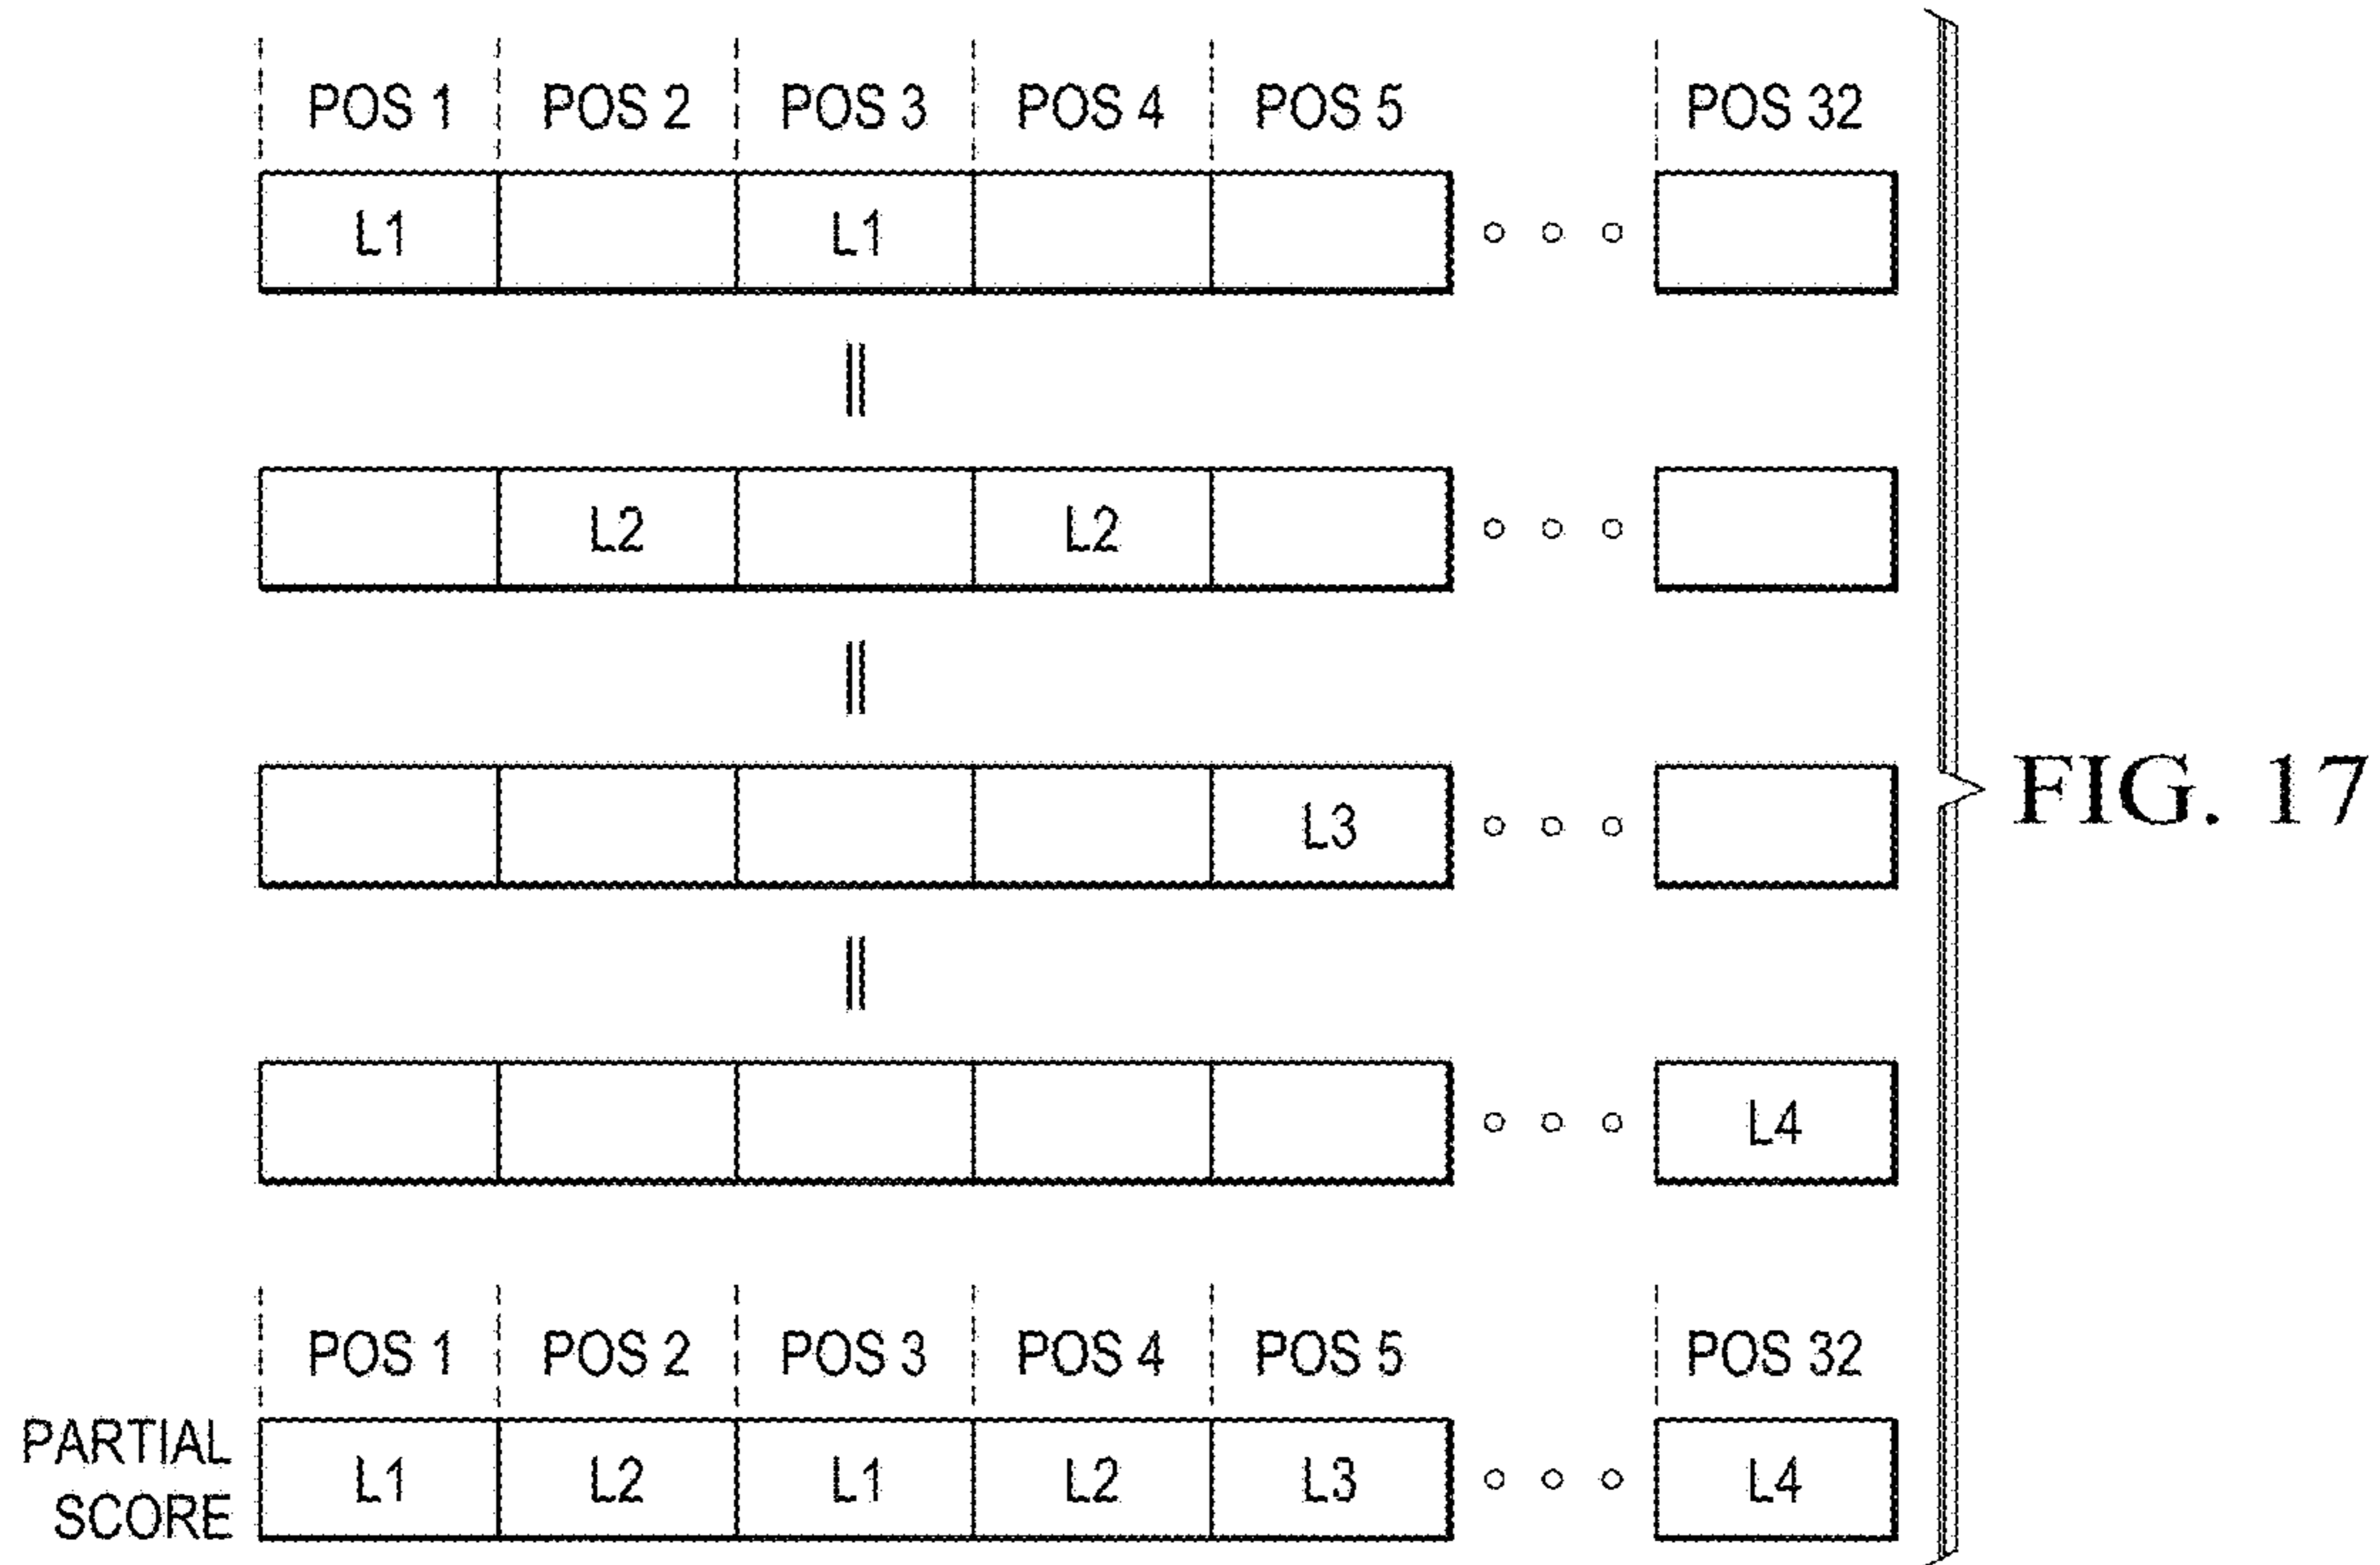 POS 1 POS 2 POS 3 POS 4 POS 5 POS 32
L1 L1
L2 L2
L3
FIG. 17
L4
POS 1 POS 2 POS 3 POS 4 POS 5 POS 32
PARTIAL
SCORE
L1 L2 L1 L2 L3 L4